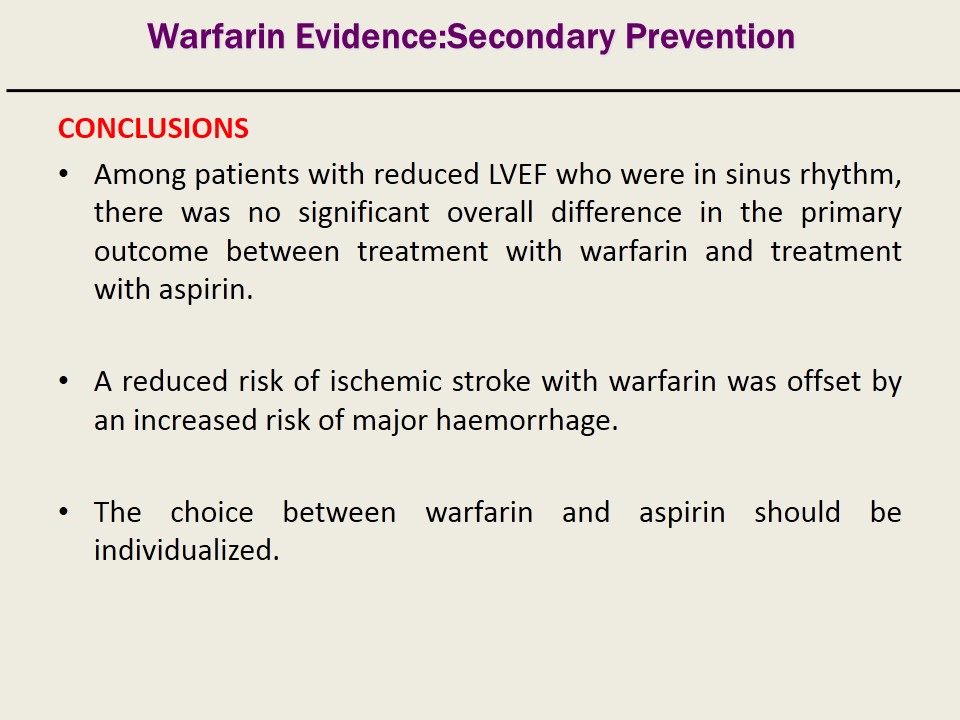 Warfarin Evidence:Secondary Prevention
CONCLUSIONS
• Among patients with reduced LVEF who were in sinus rhythm,
there was no significant overall difference in the primary
outcome between treatment with warfarin and treatment
with aspirin.
• A reduced risk of ischemic stroke with warfarin was offset by
an increased risk of major haemorrhage.
• The choice between warfarin and aspirin should be
individualized.